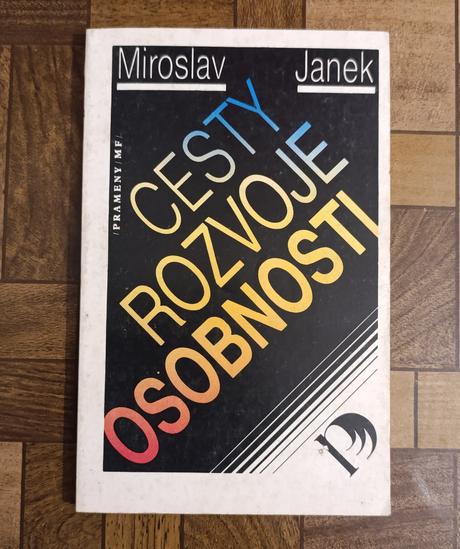 Miroslav Janek
/PRAMENY/MF/
CESTY
ROZVOJE
OSOBNOSTI
p